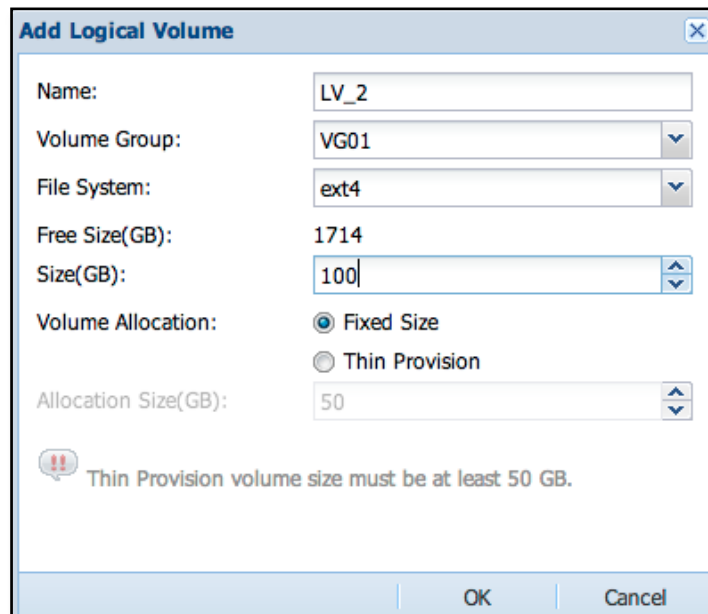 Add Logical Volume
Name: LV_2
Volume Group: VG01
File System: ext4
Free Size(GB): 1714
Size(GB): 100
Volume Allocation: Fixed Size
Thin Provision
Allocation Size(GB): 50
!! Thin Provision volume size must be at least 50 GB.
OK Cancel